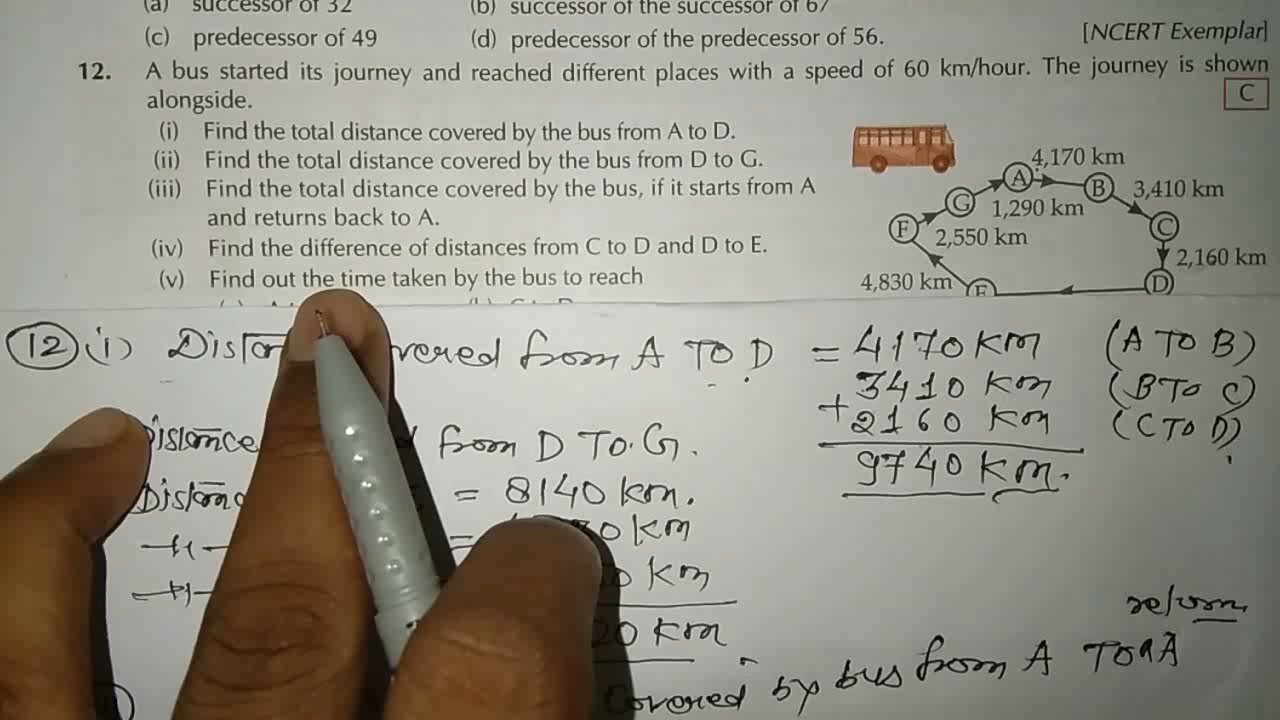 (a) successor of 32 (b) successor of the successor of 67
(c) predecessor of 49 (d) predecessor of the predecessor of 56.
[NCERT Exemplar]
12. A bus started its journey and reached different places with a speed of 60 km/hour. The journey is shown
alongside.
C
(i) Find the total distance covered by the bus from A to D.
(ii) Find the total distance covered by the bus from D to G.
(iii) Find the total distance covered by the bus, if it starts from A
and returns back to A.
(iv) Find the difference of distances from C to D and D to E.
(v) Find out the time taken by the bus to reach
A 4,170 km
B 3,410 km
G 1,290 km
C
F 2,550 km
2,160 km
4,830 km E
D
12 (i) from A TO D = 4170 KM (A TO B)
3410 KM (B TO C)
+2160 KM (C TO D)
9740 KM.
Distance from D TO G.
= 8140 km.
= 0 km
0 km
20 KM
return
Covered by bus from A TO A